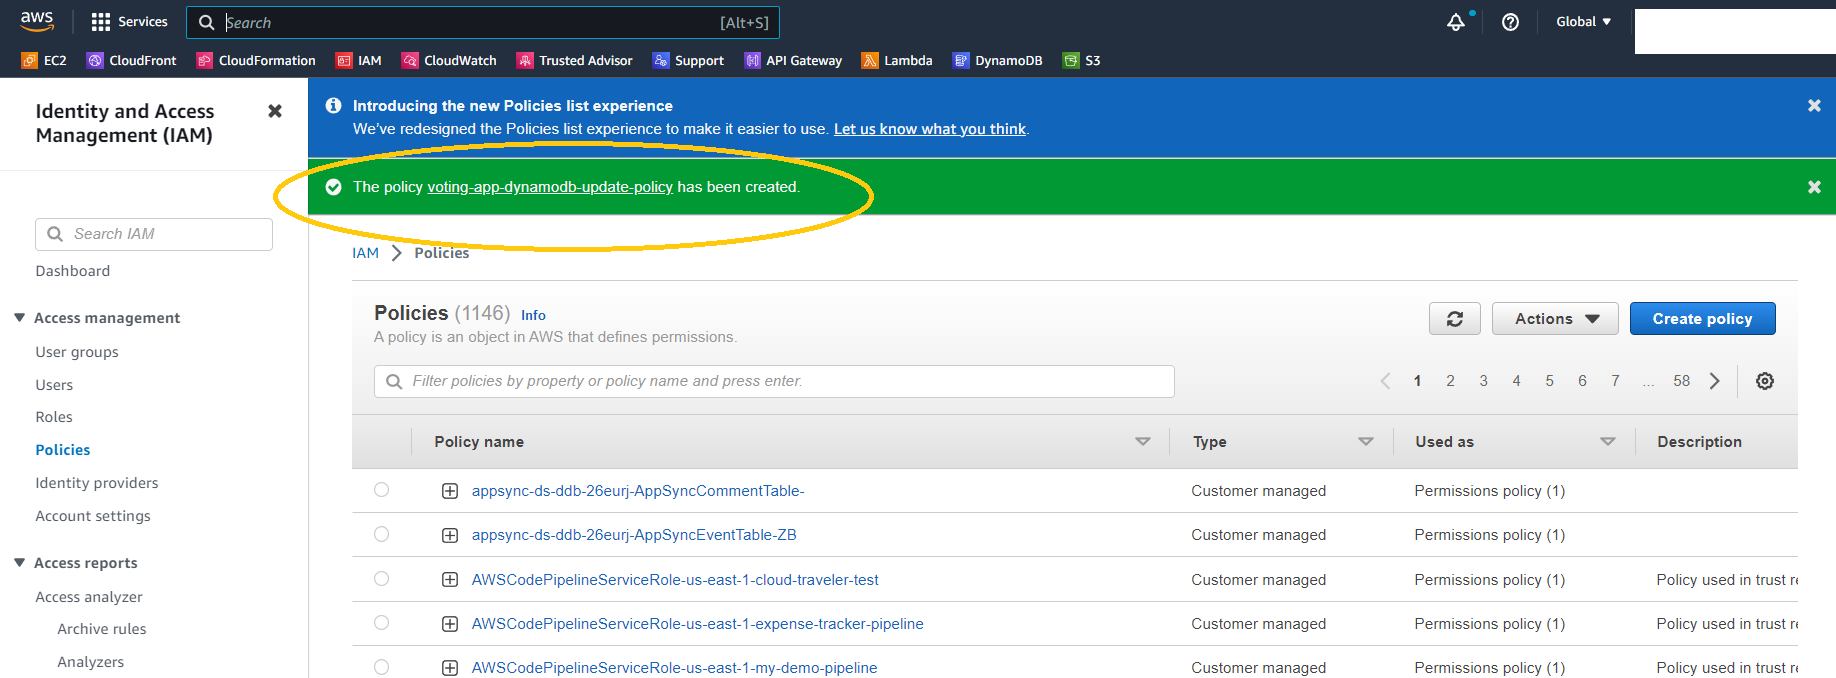 aws
Services
Search [Alt+S]
Global
EC2 CloudFront CloudFormation IAM CloudWatch Trusted Advisor Support API Gateway Lambda DynamoDB S3
Identity and Access
Management (IAM)
Search IAM
Dashboard
Access management
User groups
Users
Roles
Policies
Identity providers
Account settings
Access reports
Access analyzer
Archive rules
Analyzers
Introducing the new Policies list experience
We've redesigned the Policies list experience to make it easier to use. Let us know what you think.
The policy voting-app-dynamodb-update-policy has been created.
IAM > Policies
Policies (1146) Info
A policy is an object in AWS that defines permissions.
Actions
Create policy
Filter policies by property or policy name and press enter.
1 2 3 4 5 6 7 ... 58
Policy name Type Used as Description
appsync-ds-ddb-26eurj-AppSyncCommentTable- Customer managed Permissions policy (1)
appsync-ds-ddb-26eurj-AppSyncEventTable-ZB Customer managed Permissions policy (1)
AWSCodePipelineServiceRole-us-east-1-cloud-traveler-test Customer managed Permissions policy (1) Policy used in trust re
AWSCodePipelineServiceRole-us-east-1-expense-tracker-pipeline Customer managed Permissions policy (1) Policy used in trust re
AWSCodePipelineServiceRole-us-east-1-my-demo-pipeline Customer managed Permissions policy (1) Policy used in trust re